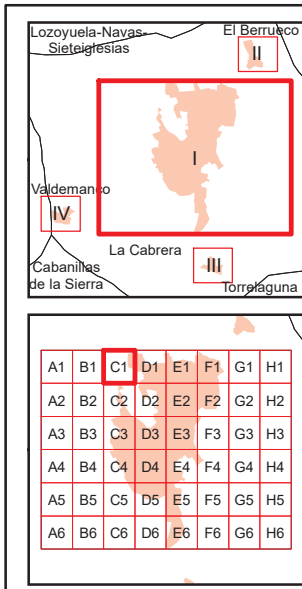 Lozoyuela-Navas-
Sieteiglesias
El Berrueco
II
I
Valdemanco
IV
La Cabrera
III
Cabanillas
de la Sierra
Torrelaguna
A1 B1 C1 D1 E1 F1 G1 H1
A2 B2 C2 D2 E2 F2 G2 H2
A3 B3 C3 D3 E3 F3 G3 H3
A4 B4 C4 D4 E4 F4 G4 H4
A5 B5 C5 D5 E5 F5 G5 H5
A6 B6 C6 D6 E6 F6 G6 H6